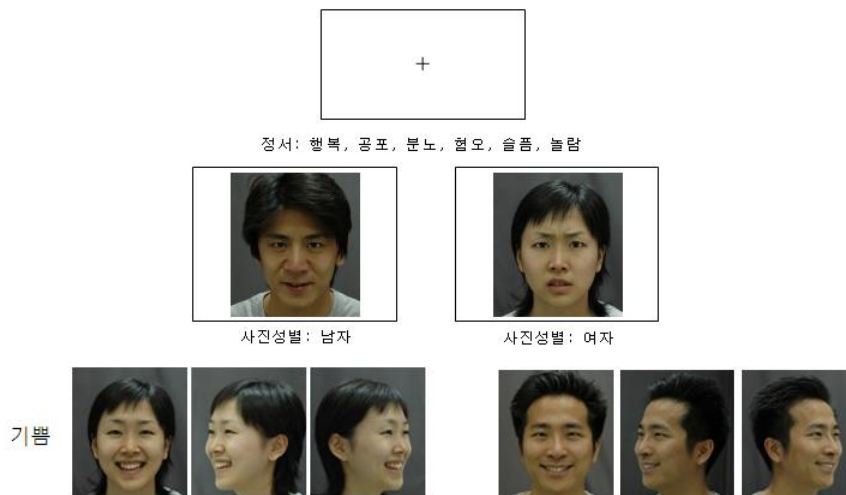 정서: 행복, 공포, 분노, 혐오, 슬픔, 놀람
사진성별: 남자
사진성별: 여자
기쁨